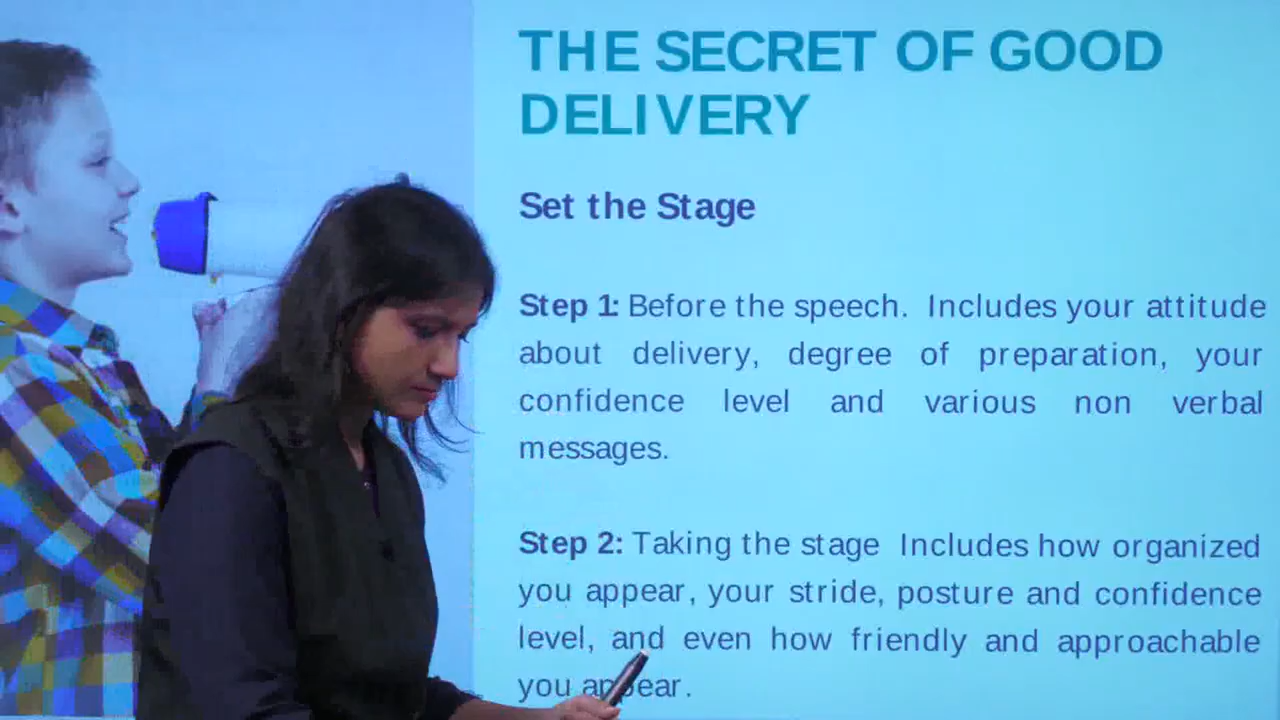 THE SECRET OF GOOD
DELIVERY
Set the Stage
Step 1: Before the speech. Includes your attitude
about delivery, degree of preparation, your
confidence level and various non verbal
messages.
Step 2: Taking the stage Includes how organized
you appear, your stride, posture and confidence
level, and even how friendly and approachable
you appear.